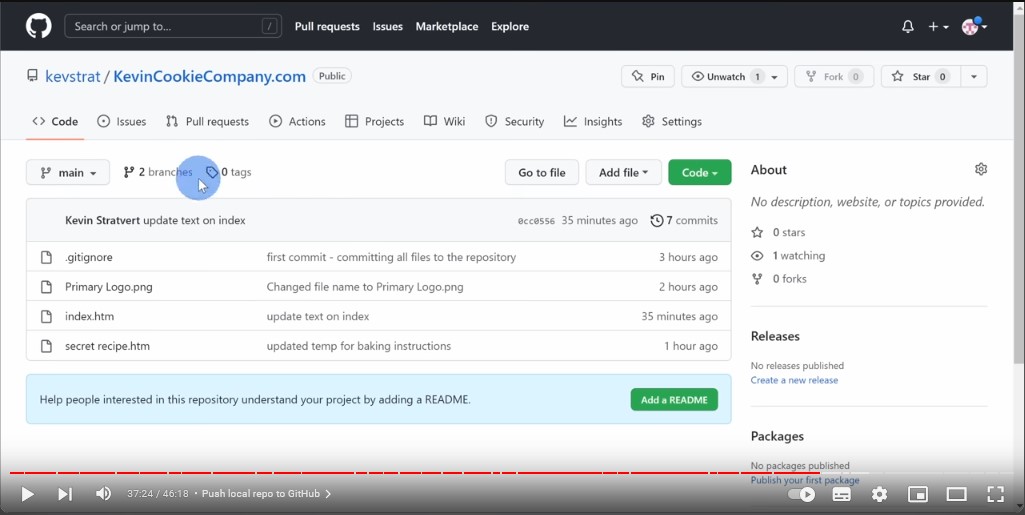 Search or jump to... / Pull requests Issues Marketplace Explore
kevstrat / KevinCookieCompany.com Public Pin Unwatch 1 Fork 0 Star 0
Code Issues Pull requests Actions Projects Wiki Security Insights Settings
main 2 branches 0 tags Go to file Add file Code
Kevin Stratvert update text on index 0cc0556 35 minutes ago 7 commits
.gitignore first commit - committing all files to the repository 3 hours ago
Primary Logo.png Changed file name to Primary Logo.png 2 hours ago
index.htm update text on index 35 minutes ago
secret recipe.htm updated temp for baking instructions 1 hour ago
Help people interested in this repository understand your project by adding a README. Add a README
About
No description, website, or topics provided.
0 stars
1 watching
0 forks
Releases
No releases published
Create a new release
Packages
No packages published
Publish your first package
37:24 / 46:18 • Push local repo to GitHub